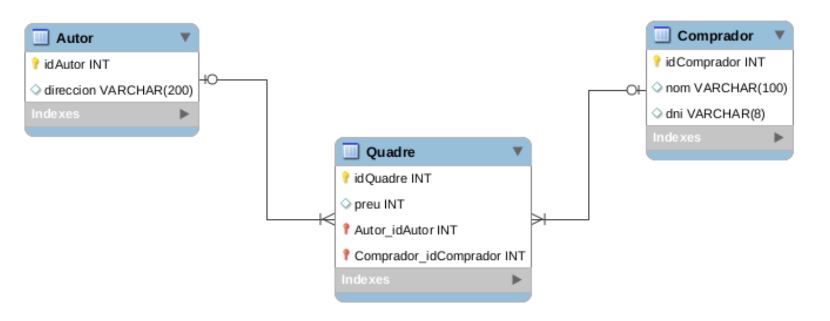 Autor
idAutor INT
direccion VARCHAR(200)
Indexes
Comprador
idComprador INT
nom VARCHAR(100)
dni VARCHAR(8)
Indexes
Quadre
idQuadre INT
preu INT
Autor_idAutor INT
Comprador_idComprador INT
Indexes